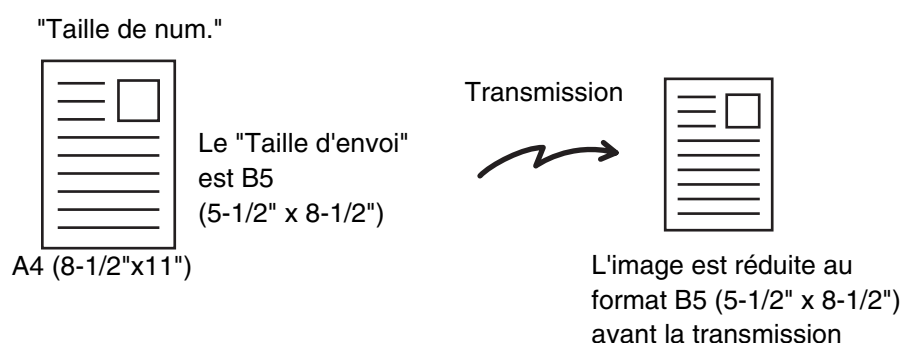 "Taille de num."
Le "Taille d'envoi"
est B5
(5-1/2" x 8-1/2")
A4 (8-1/2"x11")
Transmission
L'image est réduite au
format B5 (5-1/2" x 8-1/2")
avant la transmission